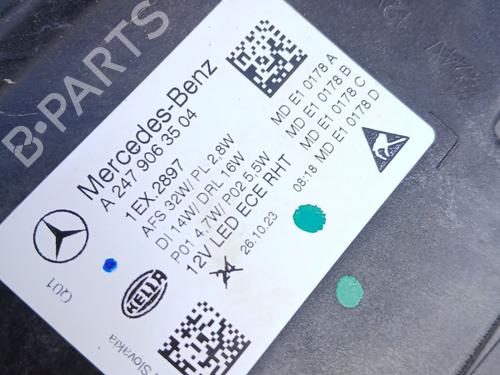 B-PARTS
Mercedes-Benz
A 247 906 35 04
1EX.2897
AFS 32W/ PL 2,8W
DI 14W/ DRL 16W
P01 4,7W/ P02 5,5W
12V LED ECE RHT
26.10.23
08:18
MD E1 0178 A
MD E1 0178 B
MD E1 0178 C
MD E1 0178 D
Q01
HELLA
Slovakia